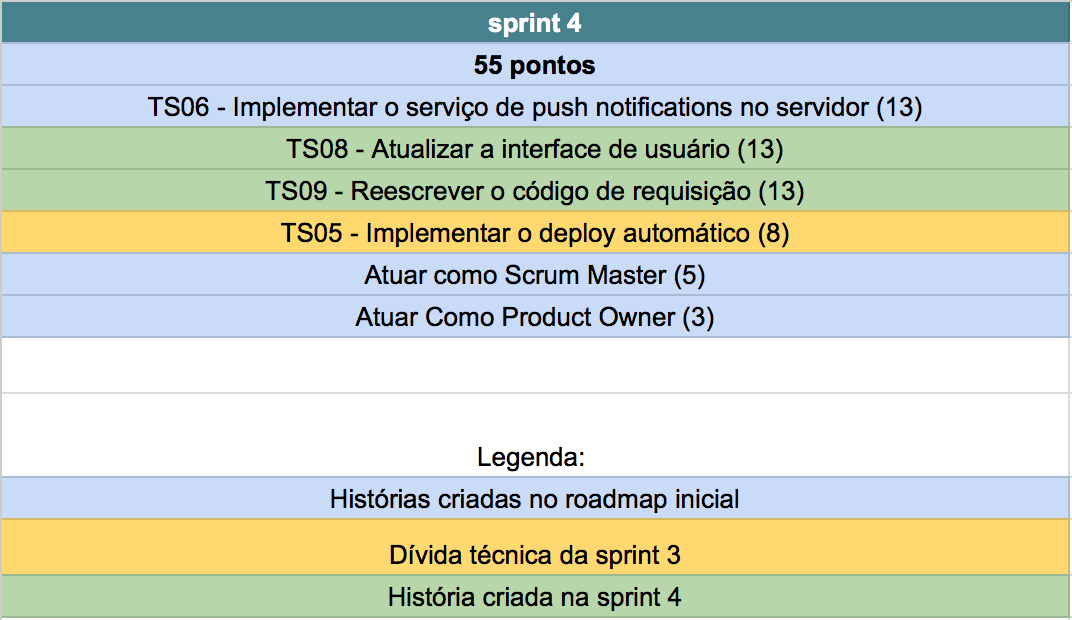 sprint 4
55 pontos
TS06 - Implementar o serviço de push notifications no servidor (13)
TS08 - Atualizar a interface de usuário (13)
TS09 - Reescrever o código de requisição (13)
TS05 - Implementar o deploy automático (8)
Atuar como Scrum Master (5)
Atuar Como Product Owner (3)
Legenda:
Histórias criadas no roadmap inicial
Dívida técnica da sprint 3
História criada na sprint 4